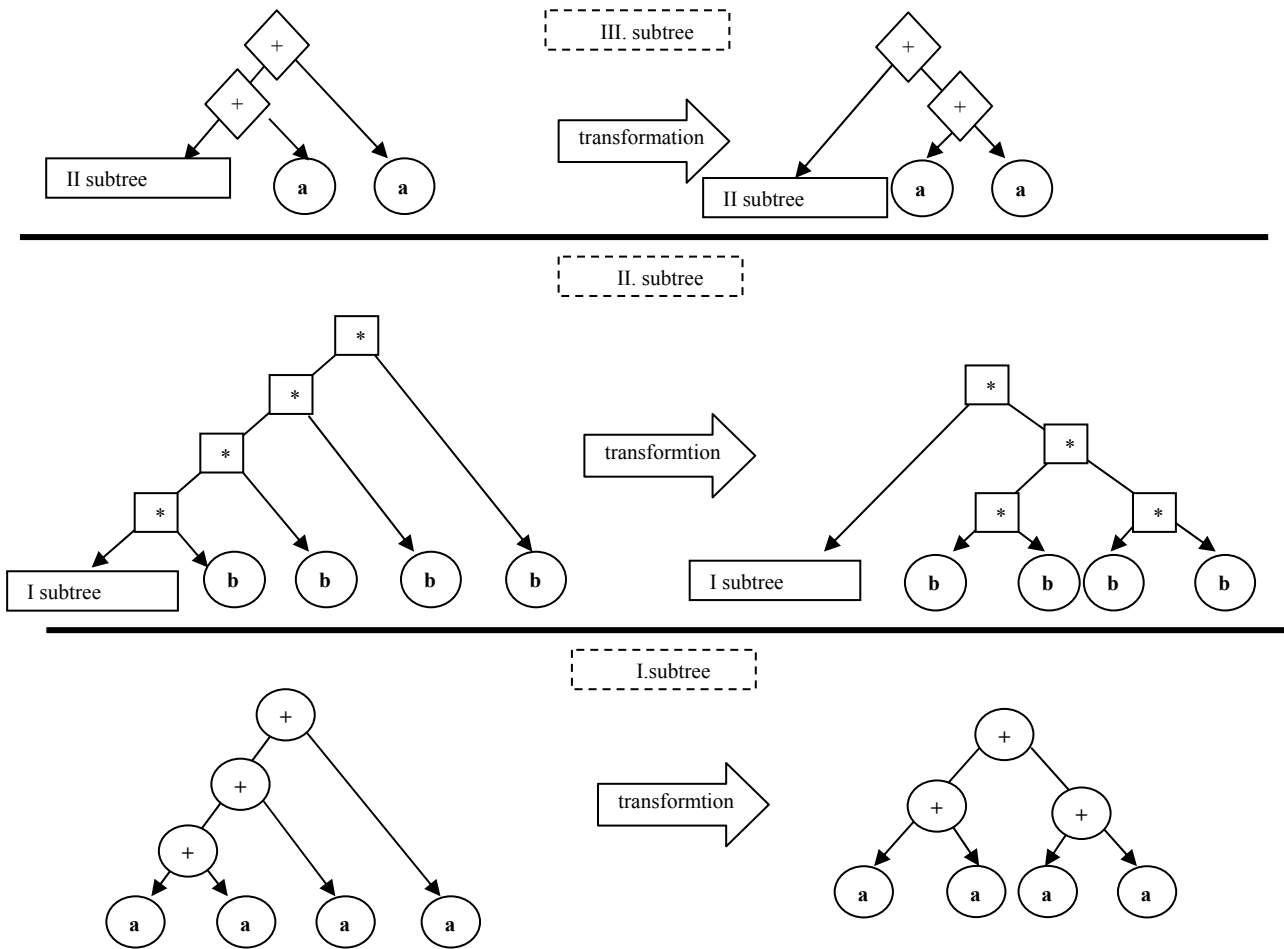 III. subtree
+
+
+
+
transformation
II subtree
a
a
II subtree
a
a
II. subtree
*
*
*
*
*
*
*
*
transformtion
I subtree
b
b
b
b
I subtree
b
b
b
b
I.subtree
+
+
+
+
+
+
transformtion
a
a
a
a
a
a
a
a